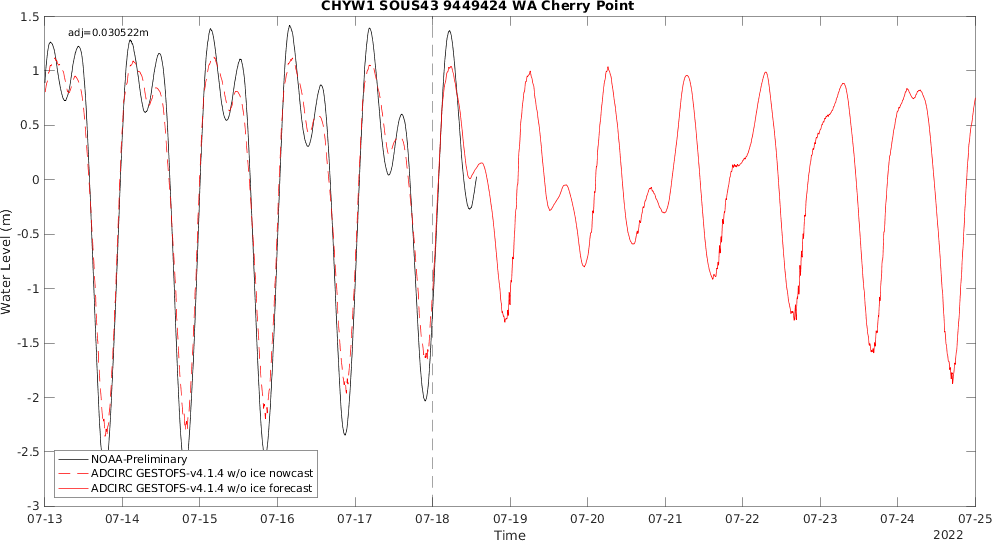 CHYW1 SOUS43 9449424 WA Cherry Point
adj=0.030522m
1.5
1
0.5
0
-0.5
-1
-1.5
-2
-2.5
-3
Water Level (m)
NOAA-Preliminary
ADCIRC GESTOFS-v4.1.4 w/o ice nowcast
ADCIRC GESTOFS-v4.1.4 w/o ice forecast
07-13 07-14 07-15 07-16 07-17 07-18 07-19 07-20 07-21 07-22 07-23 07-24 07-25
Time
2022